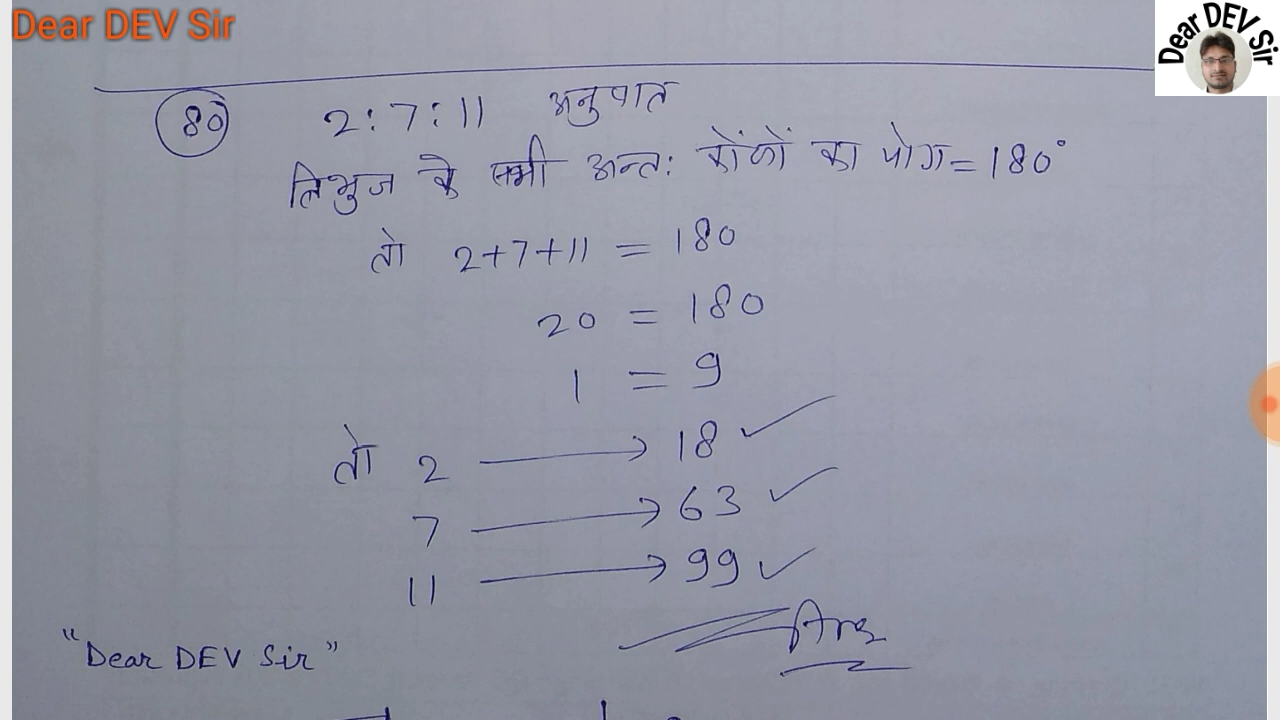 Dear DEV Sir
Dear DEV Sir
80 2:7:11 अनुपात
त्रिभुज के सभी अन्त: कोंणों का योग = 180°
तो 2+7+11 = 180
20 = 180
1 = 9
तो 2 → 18 ✓
7 → 63 ✓
11 → 99 ✓
Ans
"Dear DEV Sir"